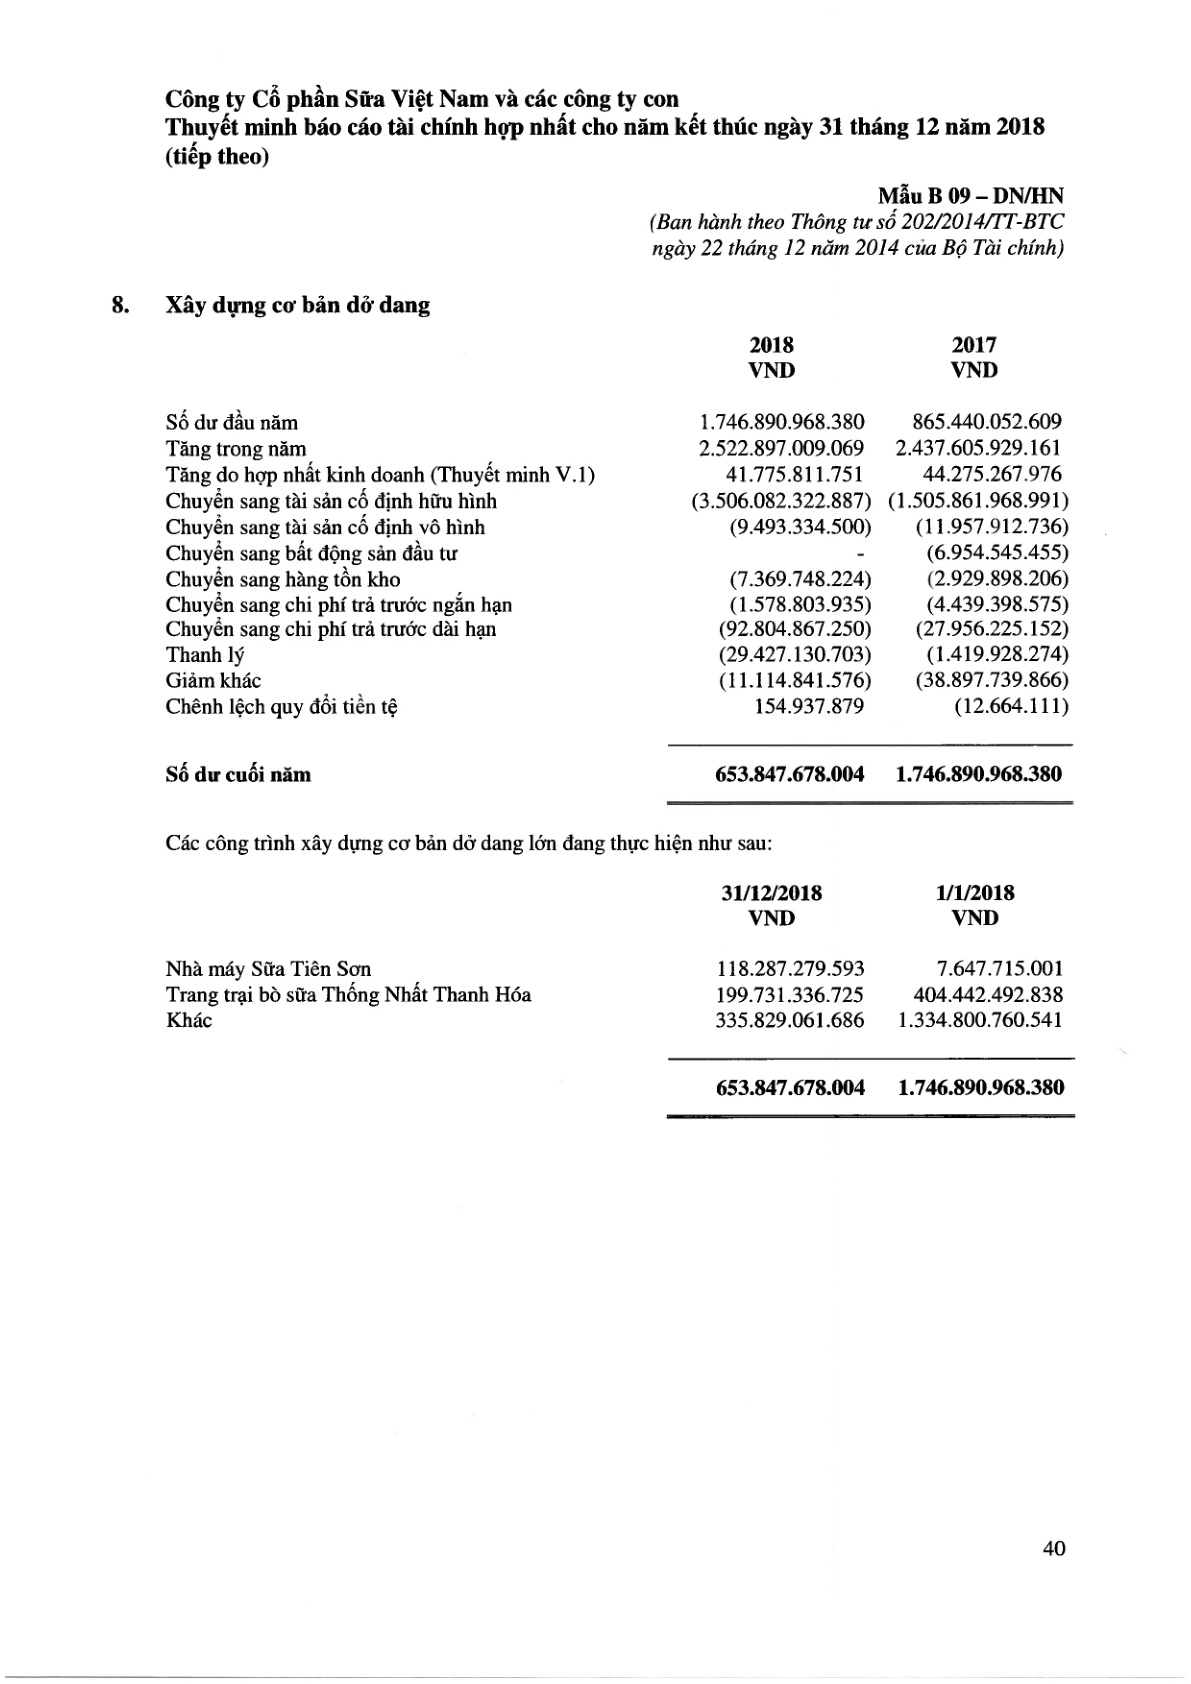 Công ty Cổ phần Sữa Việt Nam và các công ty con
Thuyết minh báo cáo tài chính hợp nhất cho năm kết thúc ngày 31 tháng 12 năm 2018
(tiếp theo)
Mẫu B 09 – DN/HN
(Ban hành theo Thông tư số 202/2014/TT-BTC
ngày 22 tháng 12 năm 2014 của Bộ Tài chính)
8. Xây dựng cơ bản dở dang
2018 2017
VND VND
Số dư đầu năm 1.746.890.968.380 865.440.052.609
Tăng trong năm 2.522.897.009.069 2.437.605.929.161
Tăng do hợp nhất kinh doanh (Thuyết minh V.1) 41.775.811.751 44.275.267.976
Chuyển sang tài sản cố định hữu hình (3.506.082.322.887) (1.505.861.968.991)
Chuyển sang tài sản cố định vô hình (9.493.334.500) (11.957.912.736)
Chuyển sang bất động sản đầu tư - (6.954.545.455)
Chuyển sang hàng tồn kho (7.369.748.224) (2.929.898.206)
Chuyển sang chi phí trả trước ngắn hạn (1.578.803.935) (4.439.398.575)
Chuyển sang chi phí trả trước dài hạn (92.804.867.250) (27.956.225.152)
Thanh lý (29.427.130.703) (1.419.928.274)
Giảm khác (11.114.841.576) (38.897.739.866)
Chênh lệch quy đổi tiền tệ 154.937.879 (12.664.111)
Số dư cuối năm 653.847.678.004 1.746.890.968.380
Các công trình xây dựng cơ bản dở dang lớn đang thực hiện như sau:
31/12/2018 1/1/2018
VND VND
Nhà máy Sữa Tiên Sơn 118.287.279.593 7.647.715.001
Trang trại bò sữa Thống Nhất Thanh Hóa 199.731.336.725 404.442.492.838
Khác 335.829.061.686 1.334.800.760.541
653.847.678.004 1.746.890.968.380
40